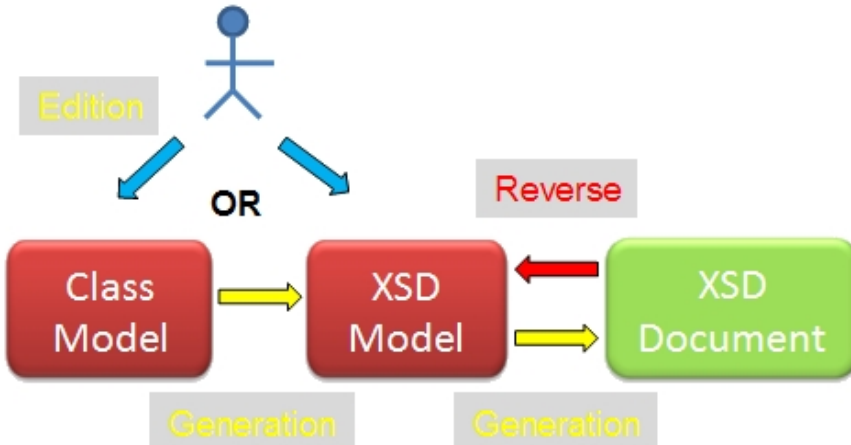 Edition
OR
Reverse
Class
Model
XSD
Model
XSD
Document
Generation
Generation